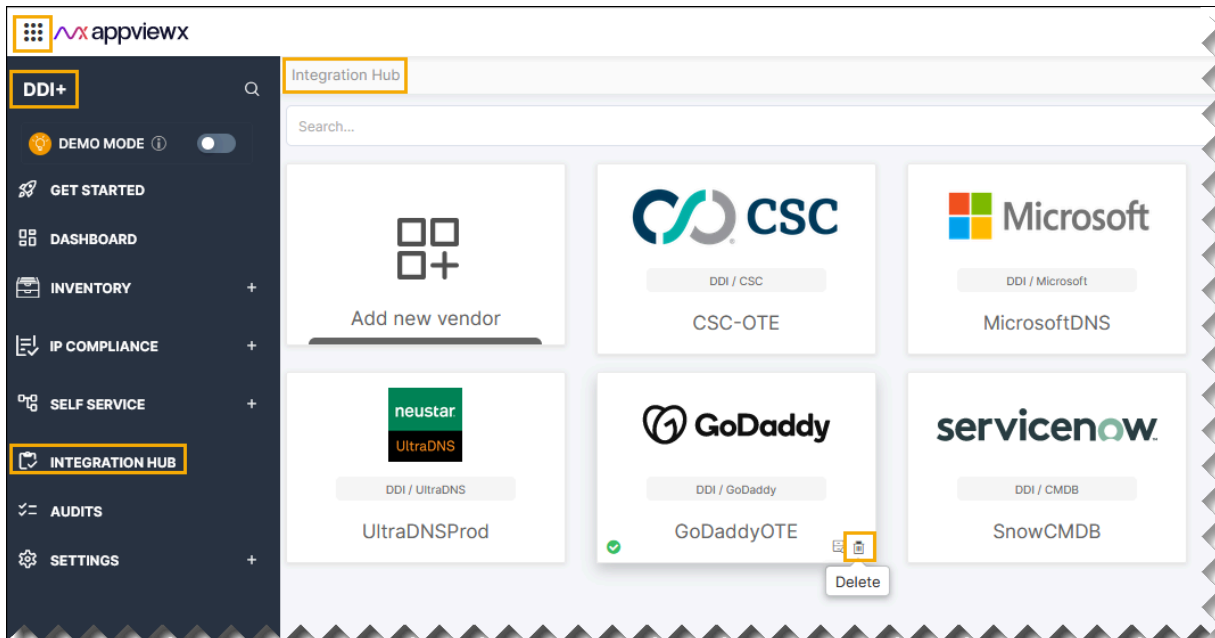 appviewx
DDI+
Integration Hub
Search...
DEMO MODE
GET STARTED
DASHBOARD
INVENTORY
IP COMPLIANCE
SELF SERVICE
INTEGRATION HUB
AUDITS
SETTINGS
Add new vendor
CSC
DDI / CSC
CSC-OTE
Microsoft
DDI / Microsoft
MicrosoftDNS
neustar
UltraDNS
DDI / UltraDNS
UltraDNSProd
GoDaddy
DDI / GoDaddy
GoDaddyOTE
Delete
servicenow
DDI / CMDB
SnowCMDB